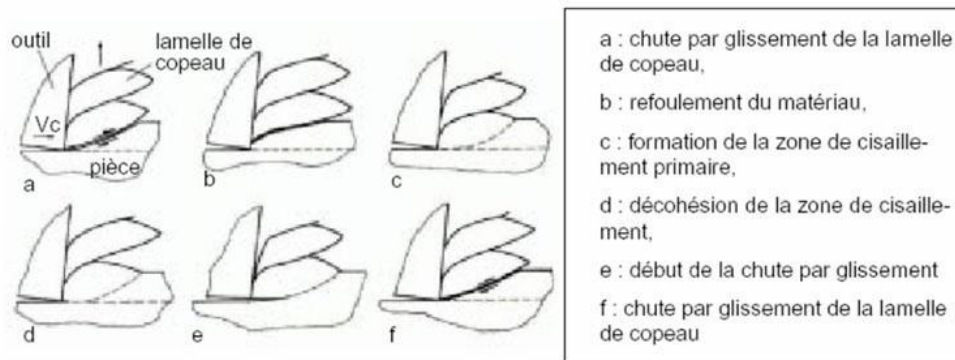 outil
lamelle de
copeau
Vc
pièce
a
b
c
d
e
f
a : chute par glissement de la lamelle
de copeau,
b : refoulement du matériau,
c : formation de la zone de cisaille-
ment primaire,
d : décohésion de la zone de cisaille-
ment,
e : début de la chute par glissement
f : chute par glissement de la lamelle
de copeau